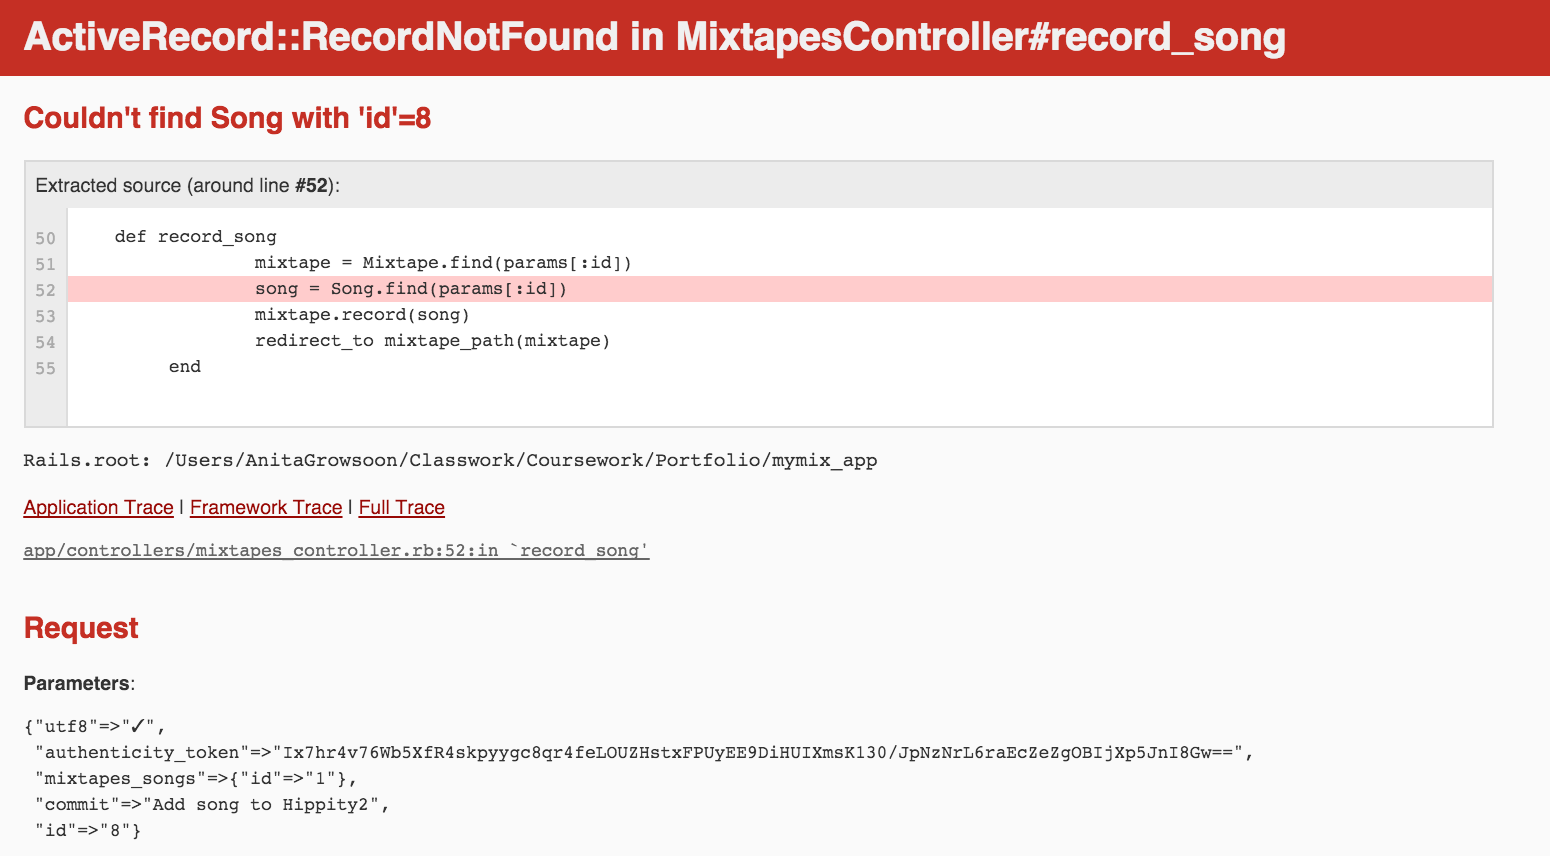 ActiveRecord::RecordNotFound in MixtapesController#record_song
Couldn't find Song with 'id'=8
Extracted source (around line #52):
50 def record_song
51 mixtape = Mixtape.find(params[:id])
52 song = Song.find(params[:id])
53 mixtape.record(song)
54 redirect_to mixtape_path(mixtape)
55 end
Rails.root: /Users/AnitaGrowsoon/Classwork/Coursework/Portfolio/mymix_app
Application Trace | Framework Trace | Full Trace
app/controllers/mixtapes_controller.rb:52:in `record_song'
Request
Parameters:
{"utf8"=>"✓",
"authenticity_token"=>"Ix7hr4v76Wb5XfR4skpyygc8qr4feLOUZHstxFPUyEE9DiHUIXmsK130/JpNzNrL6raEcZeZgOBIjXp5JnI8Gw==",
"mixtapes_songs"=>{"id"=>"1"},
"commit"=>"Add song to Hippity2",
"id"=>"8"}